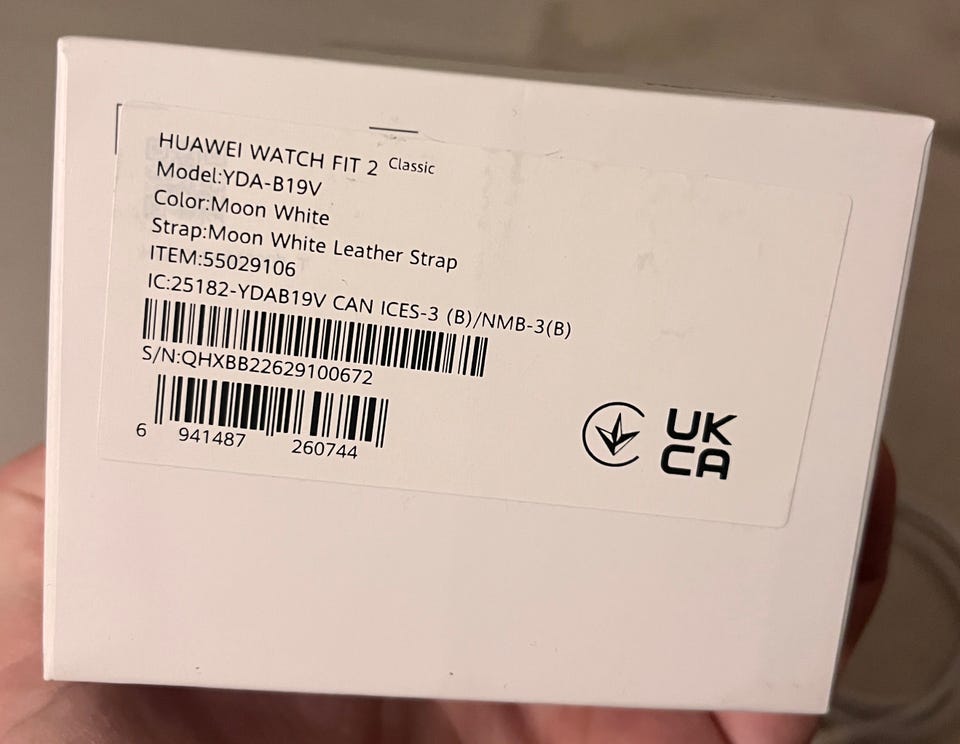 HUAWEI WATCH FIT 2 Classic
Model:YDA-B19V
Color:Moon White
Strap:Moon White Leather Strap
ITEM:55029106
IC:25182-YDAB19V CAN ICES-3 (B)/NMB-3(B)
S/N:QHXBB22629100672
6 941487 260744
UK
CA